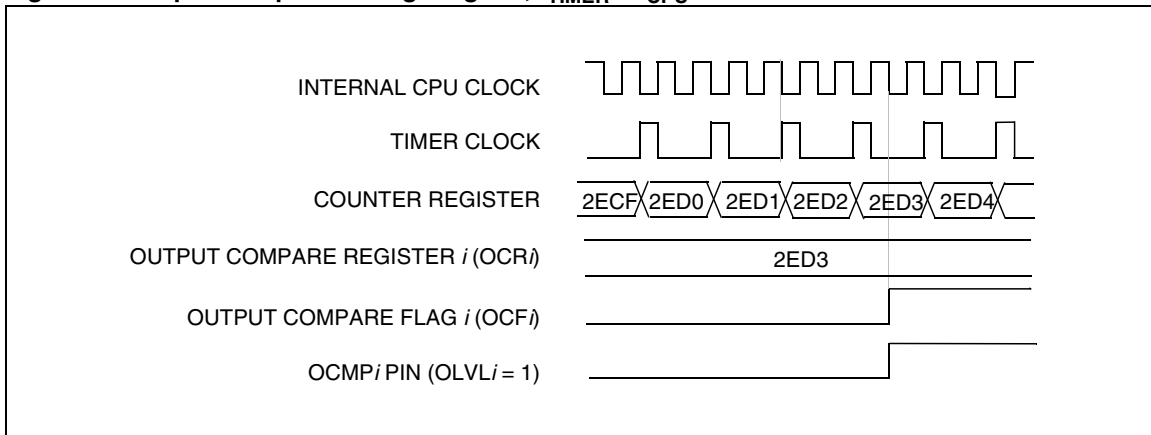 INTERNAL CPU CLOCK
TIMER CLOCK
COUNTER REGISTER 2ECF 2ED0 2ED1 2ED2 2ED3 2ED4
OUTPUT COMPARE REGISTER i (OCRi) 2ED3
OUTPUT COMPARE FLAG i (OCFi)
OCMPi PIN (OLVLi = 1)